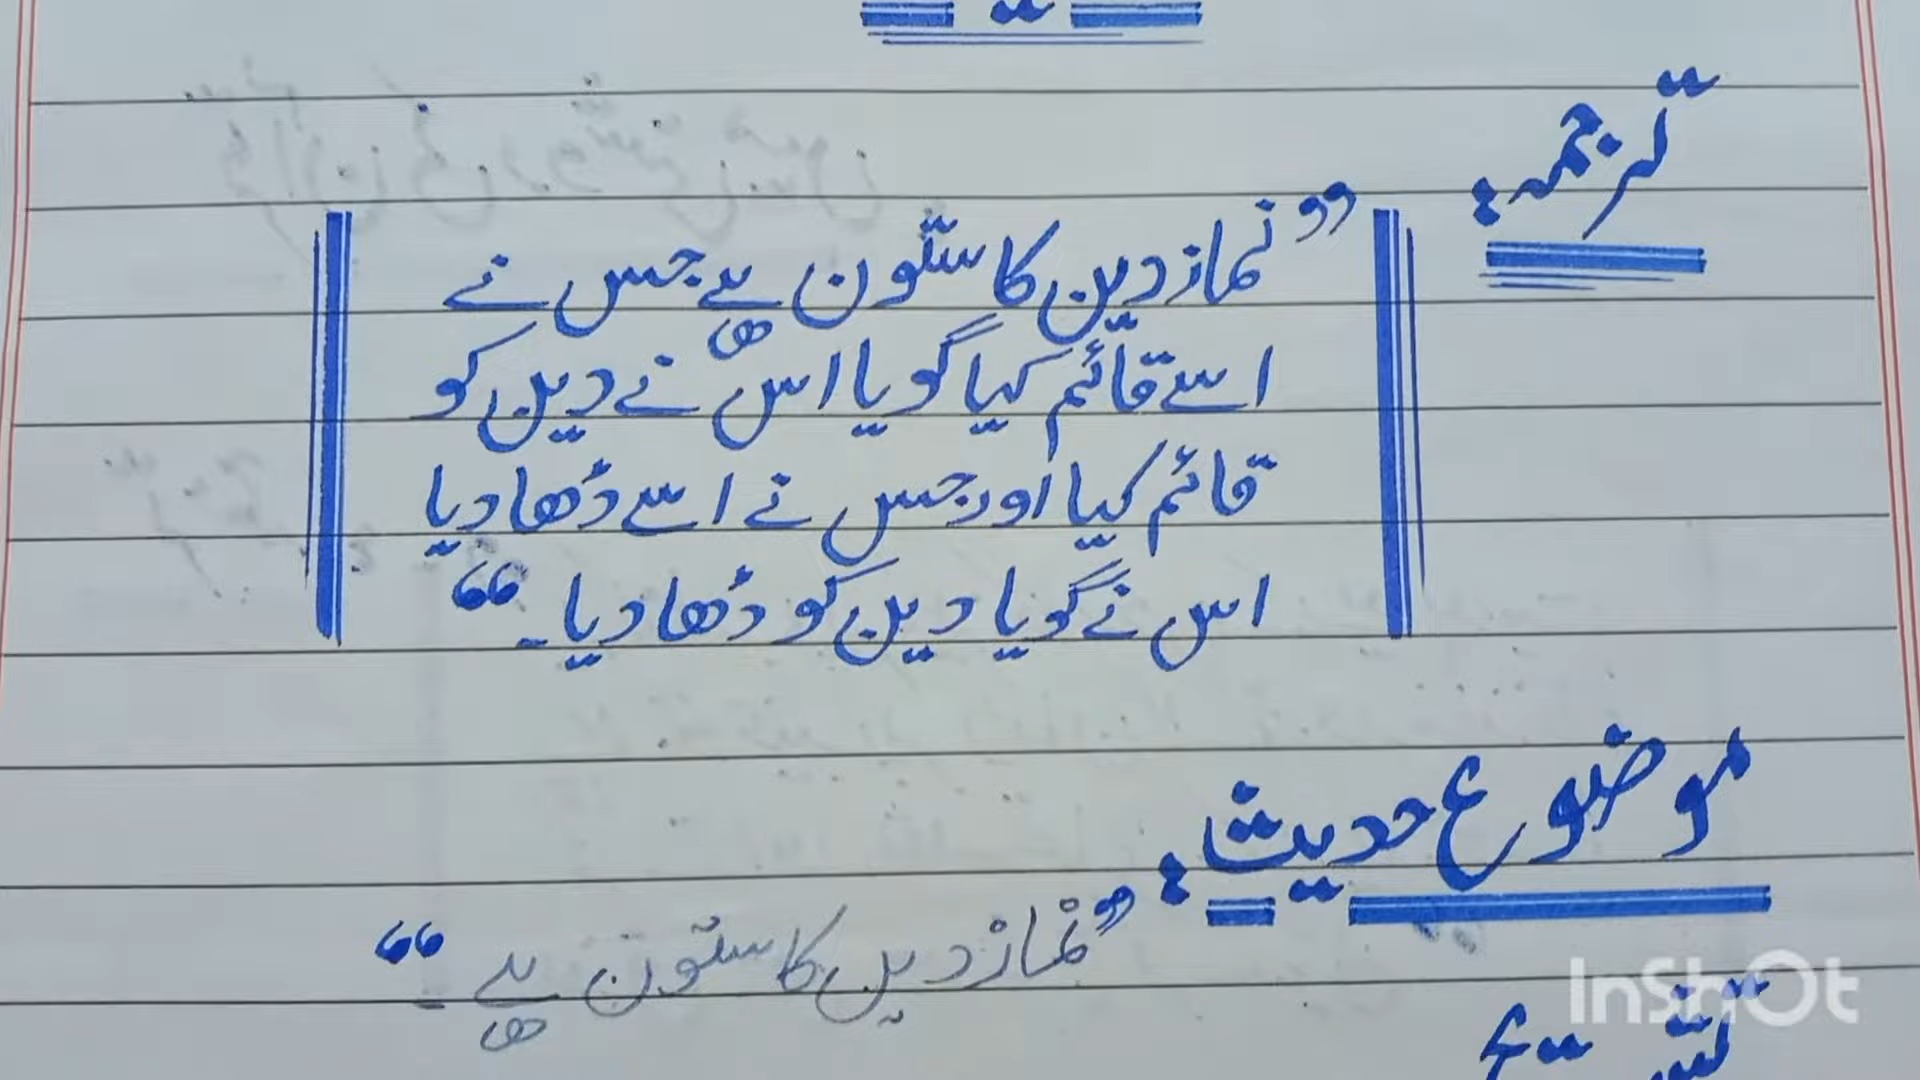 ترجمہ:
”نماز دین کا ستون ہے جس نے
اسے قائم کیا گویا اس نے دین کو
قائم کیا اور جس نے اسے ڈھا دیا
اس نے گویا دین کو ڈھا دیا۔“
موضوع حدیث:
”نماز دین کا ستون ہے۔“
InShOt